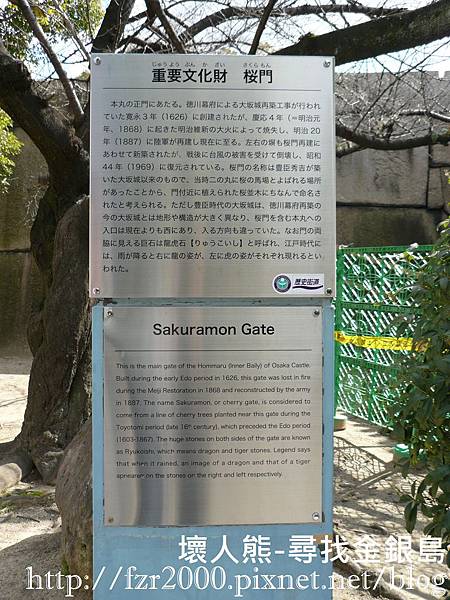 じゅう よう ぶん か ざい さくら もん
重要文化財 桜門
本丸の正門にあたる。徳川幕府による大坂城再築工事が行われ
ていた寛永3年（1626）に創建されたが、慶応4年（＝明治元
年、1868）に起きた明治維新の大火によって焼失し、明治20
年（1887）に陸軍が再建し現在に至る。左右の塀も桜門再建に
あわせて新築されたが、戦後に台風の被害を受けて倒壊し、昭和
44年（1969）に復元されている。桜門の名称は豊臣秀吉が築
いた大坂城以来のもので、当時二の丸に桜の馬場とよばれる場所
があったことから、門付近に植えられた桜並木にちなんで命名さ
れたと考えられる。ただし豊臣時代の大坂城は、徳川幕府再築の
今の大坂城とは地形や構造が大きく異なり、桜門を含む本丸への
入口は現在よりも西にあり、入る方向も違っていた。なお門の両
脇に見える巨石は龍虎石【りゅうこいし】と呼ばれ、江戸時代に
は、雨が降ると右に龍の姿が、左に虎の姿がそれぞれ現れるとい
われた。
歴史街道
Sakuramon Gate
This is the main gate of the Hommaru (Inner Baily) of Osaka Castle.
Built during the early Edo period in 1626, this gate was lost in fire
during the Meiji Restoration in 1868 and reconstructed by the army
in 1887. The name Sakuramon, or cherry gate, is considered to
come from a line of cherry trees planted near this gate during the
Toyotomi period (late 16th century), which preceded the Edo period
(1603-1867). The huge stones on both sides of the gate are known
as Ryukoishi, which means dragon and tiger stones. Legend says
that when it rained, an image of a dragon and that of a tiger
appeared on the stones on the right and left respectively.
壞人熊-尋找金銀島
http://fzr2000.pixnet.net/blog